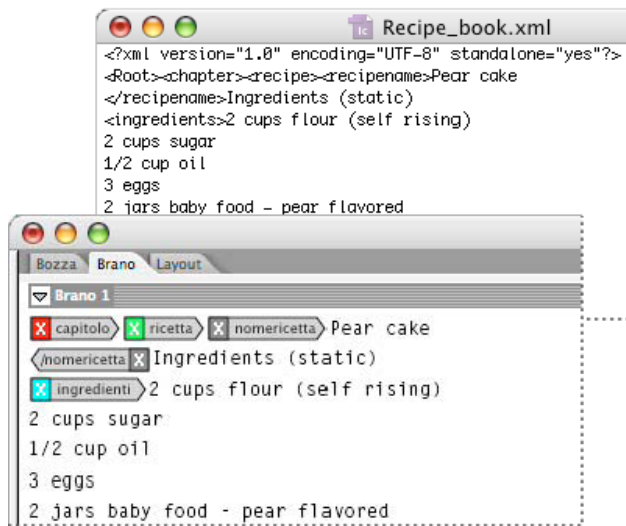 Recipe_book.xml
<?xml version="1.0" encoding="UTF-8" standalone="yes"?>
<Root><chapter><recipe><recipename>Pear cake
</recipename>Ingredients (static)
<ingredients>2 cups flour (self rising)
2 cups sugar
1/2 cup oil
3 eggs
2 jars baby food – pear flavored
Bozza Brano Layout
Brano 1
capitolo ricetta nomericetta Pear cake
/nomericetta Ingredients (static)
ingredienti 2 cups flour (self rising)
2 cups sugar
1/2 cup oil
3 eggs
2 jars baby food - pear flavored